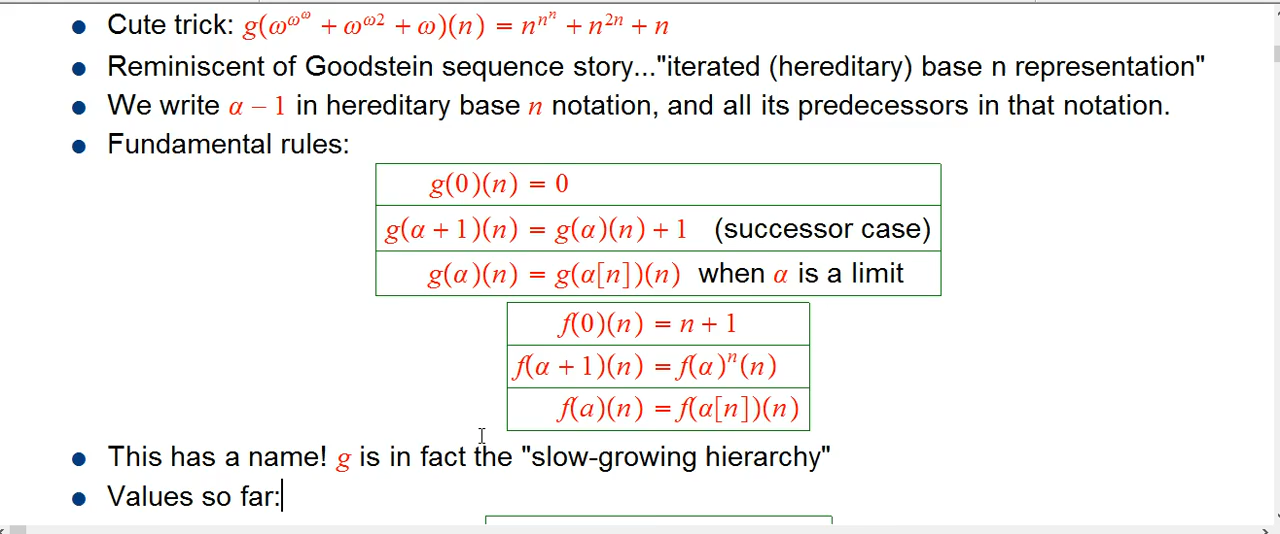 Cute trick: g(ω^{ω^{ω}} + ω^{ω2} + ω)(n) = n^{n^{n}} + n^{2n} + n
Reminiscent of Goodstein sequence story..."iterated (hereditary) base n representation"
We write α − 1 in hereditary base n notation, and all its predecessors in that notation.
Fundamental rules:
g(0)(n) = 0
g(α + 1)(n) = g(α)(n) + 1 (successor case)
g(α)(n) = g(α[n])(n) when α is a limit
f(0)(n) = n + 1
f(α + 1)(n) = f(α)^{n}(n)
f(a)(n) = f(α[n])(n)
This has a name! g is in fact the "slow-growing hierarchy"
Values so far: